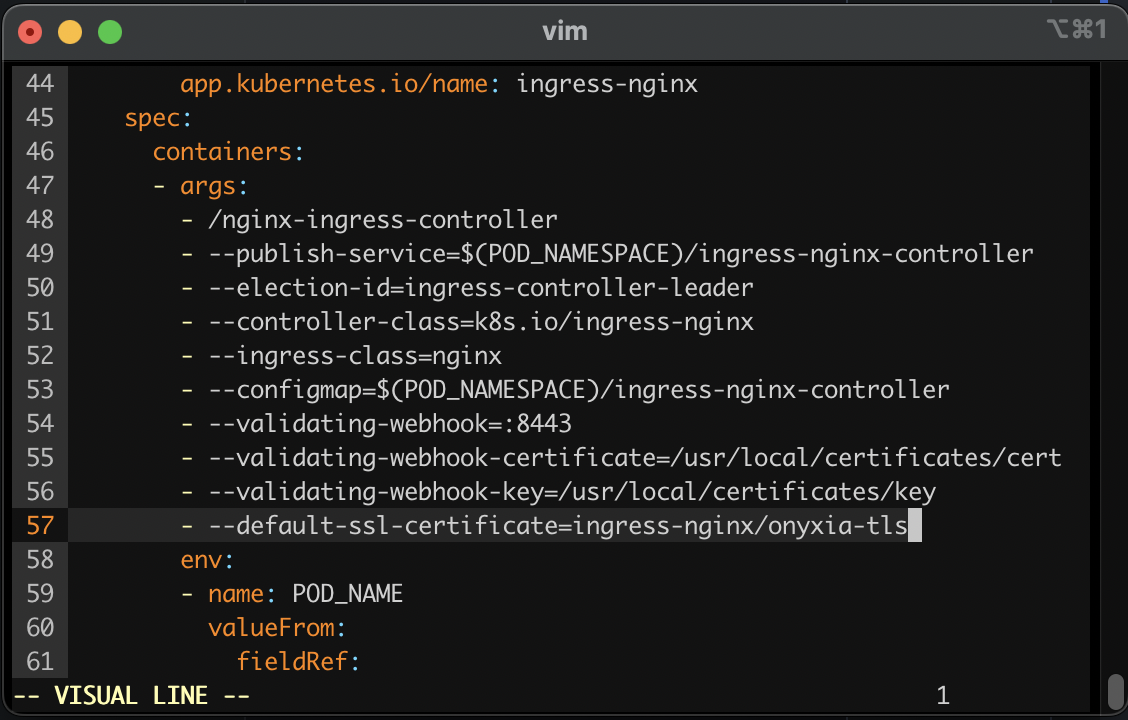 vim
⌥⌘1
44 app.kubernetes.io/name: ingress-nginx
45 spec:
46 containers:
47 - args:
48 - /nginx-ingress-controller
49 - --publish-service=$(POD_NAMESPACE)/ingress-nginx-controller
50 - --election-id=ingress-controller-leader
51 - --controller-class=k8s.io/ingress-nginx
52 - --ingress-class=nginx
53 - --configmap=$(POD_NAMESPACE)/ingress-nginx-controller
54 - --validating-webhook=:8443
55 - --validating-webhook-certificate=/usr/local/certificates/cert
56 - --validating-webhook-key=/usr/local/certificates/key
57 - --default-ssl-certificate=ingress-nginx/onyxia-tls
58 env:
59 - name: POD_NAME
60 valueFrom:
61 fieldRef:
-- VISUAL LINE -- 1